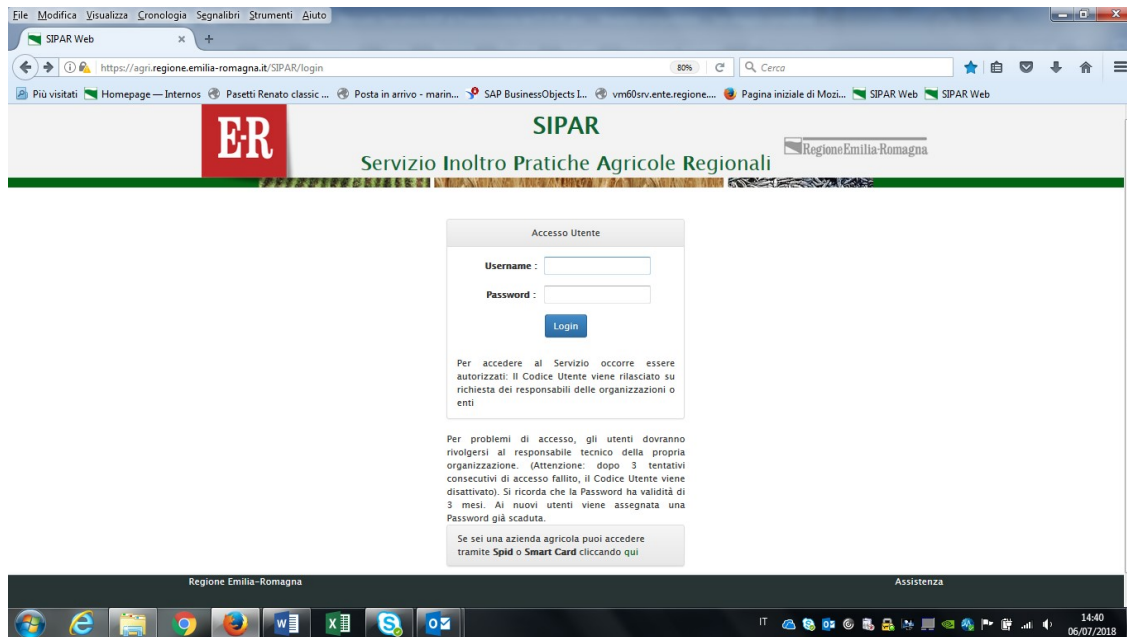 File Modifica Visualizza Cronologia Segnalibri Strumenti Aiuto
SIPAR Web × +
https://agri.regione.emilia-romagna.it/SIPAR/login 80% Cerca
Più visitati Homepage — Internos Pasetti Renato classic ... Posta in arrivo - marin... SAP BusinessObjects I... vm60srv.ente.regione.... Pagina iniziale di Mozi... SIPAR Web SIPAR Web
E·R
SIPAR
Servizio Inoltro Pratiche Agricole Regionali
RegioneEmilia-Romagna
Accesso Utente
Username :
Password :
Login
Per accedere al Servizio occorre essere
autorizzati: Il Codice Utente viene rilasciato su
richiesta dei responsabili delle organizzazioni o
enti
Per problemi di accesso, gli utenti dovranno
rivolgersi al responsabile tecnico della propria
organizzazione. (Attenzione: dopo 3 tentativi
consecutivi di accesso fallito, il Codice Utente viene
disattivato). Si ricorda che la Password ha validità di
3 mesi. Ai nuovi utenti viene assegnata una
Password già scaduta.
Se sei una azienda agricola puoi accedere
tramite Spid o Smart Card cliccando qui
Regione Emilia-Romagna Assistenza
IT 14:40
06/07/2018